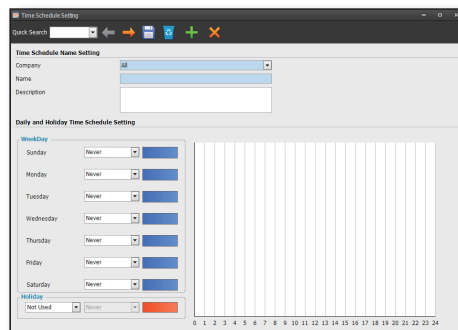 Time Schedule Setting
Quick Search
Time Schedule Name Setting
Company All
Name
Description
Daily and Holiday Time Schedule Setting
WeekDay
Sunday Never
Monday Never
Tuesday Never
Wednesday Never
Thursday Never
Friday Never
Saturday Never
Holiday
Not Used Never
0 1 2 3 4 5 6 7 8 9 10 11 12 13 14 15 16 17 18 19 20 21 22 23 24